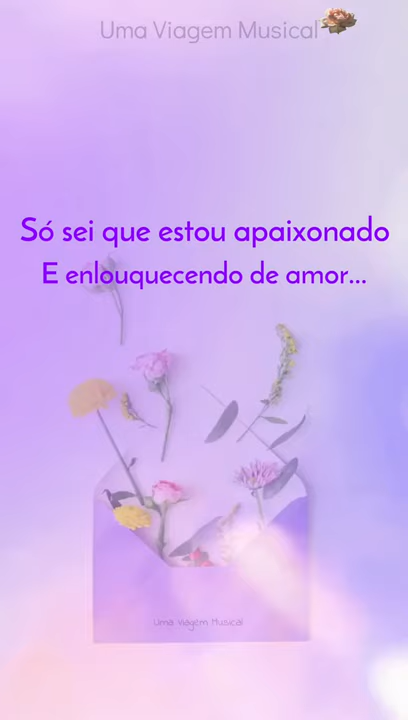 Uma Viagem Musical
Só sei que estou apaixonado
E enlouquecendo de amor...
Uma Viagem Musical